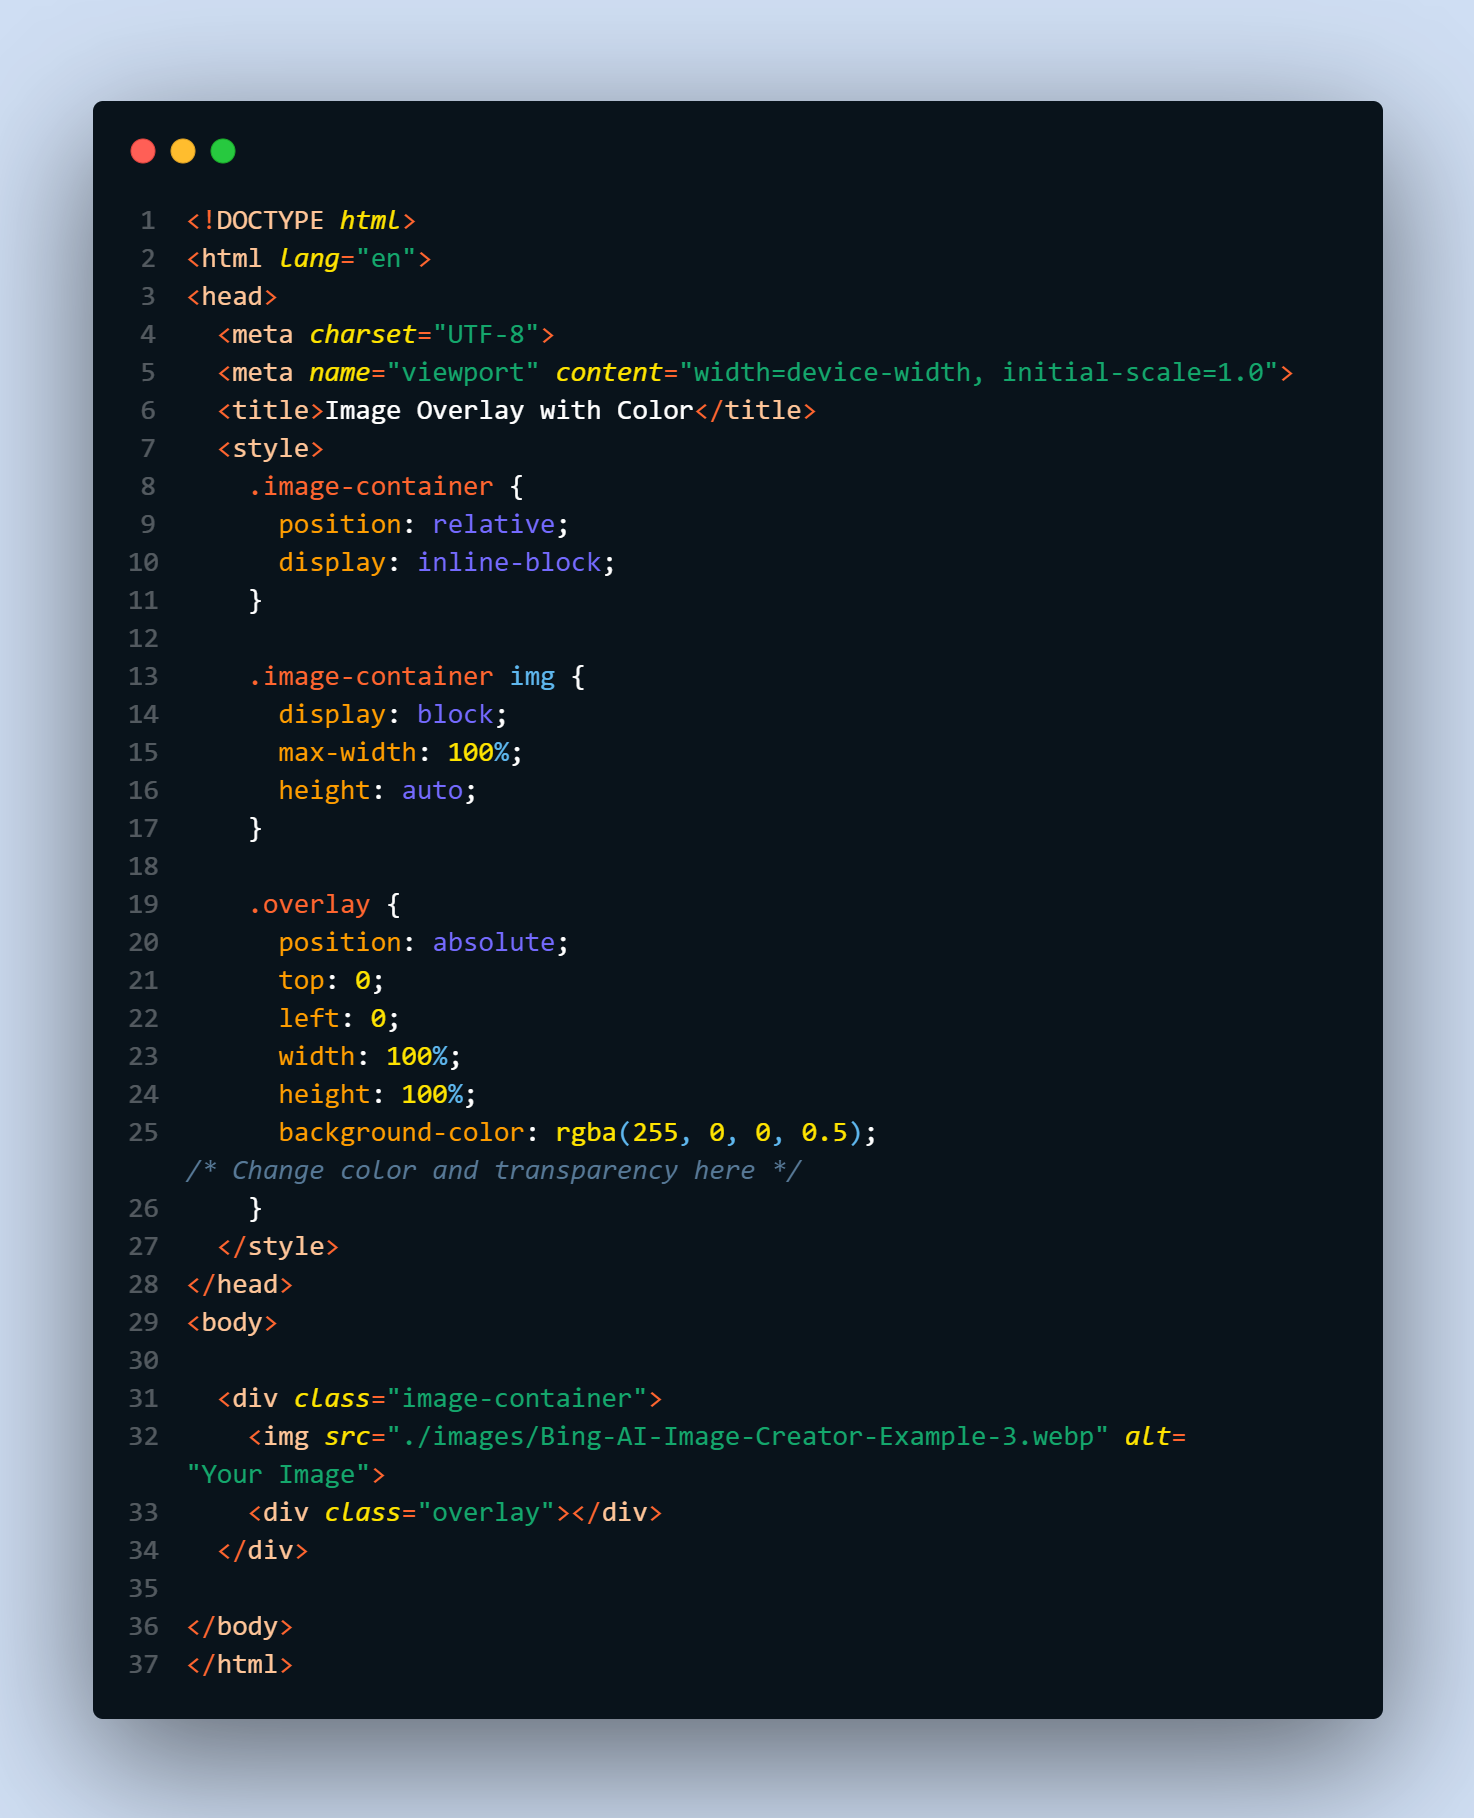 1 <!DOCTYPE html>
2 <html lang="en">
3 <head>
4   <meta charset="UTF-8">
5   <meta name="viewport" content="width=device-width, initial-scale=1.0">
6   <title>Image Overlay with Color</title>
7   <style>
8     .image-container {
9       position: relative;
10       display: inline-block;
11     }
12
13     .image-container img {
14       display: block;
15       max-width: 100%;
16       height: auto;
17     }
18
19     .overlay {
20       position: absolute;
21       top: 0;
22       left: 0;
23       width: 100%;
24       height: 100%;
25       background-color: rgba(255, 0, 0, 0.5);
/* Change color and transparency here */
26     }
27   </style>
28 </head>
29 <body>
30
31   <div class="image-container">
32     <img src="./images/Bing-AI-Image-Creator-Example-3.webp" alt=
"Your Image">
33     <div class="overlay"></div>
34   </div>
35
36 </body>
37 </html>